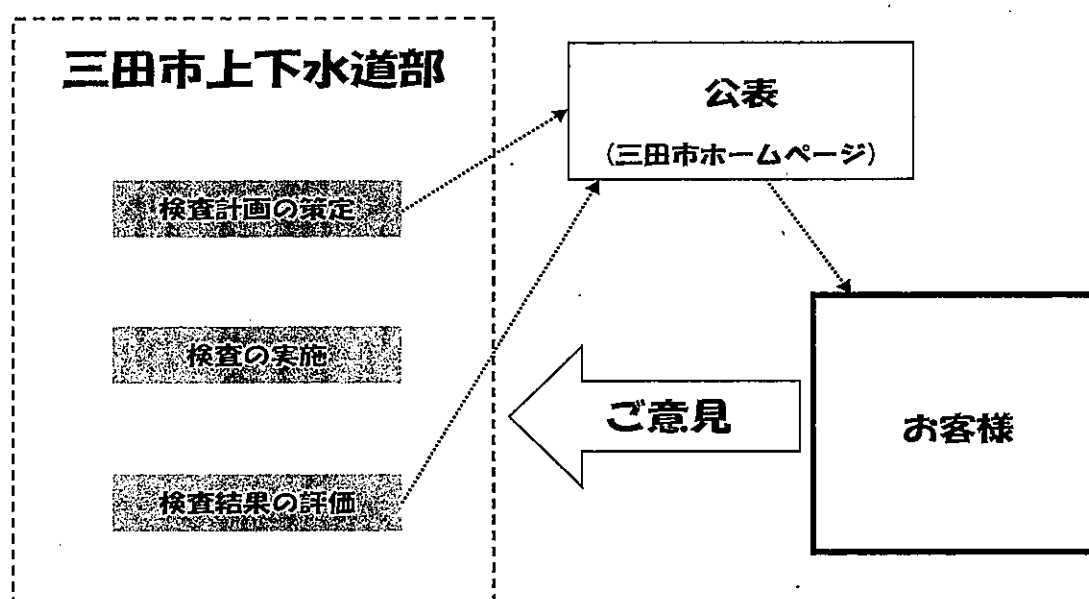 三田市上下水道部
公表
(三田市ホームページ)
検査計画の策定
検査の実施
ご意見
お客様
検査結果の評価